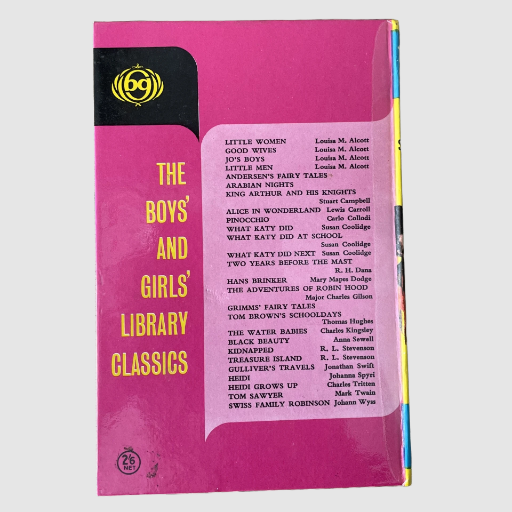 bg
THE
BOYS'
AND
GIRLS'
LIBRARY
CLASSICS
LITTLE WOMEN Louisa M. Alcott
GOOD WIVES Louisa M. Alcott
JO'S BOYS Louisa M. Alcott
LITTLE MEN Louisa M. Alcott
ANDERSEN'S FAIRY TALES
ARABIAN NIGHTS
KING ARTHUR AND HIS KNIGHTS
Stuart Campbell
ALICE IN WONDERLAND Lewis Carroll
PINOCCHIO Carlo Collodi
WHAT KATY DID Susan Coolidge
WHAT KATY DID AT SCHOOL
Susan Coolidge
WHAT KATY DID NEXT Susan Coolidge
TWO YEARS BEFORE THE MAST
R. H. Dana
HANS BRINKER Mary Mapes Dodge
THE ADVENTURES OF ROBIN HOOD
Major Charles Gilson
GRIMMS' FAIRY TALES
TOM BROWN'S SCHOOLDAYS
Thomas Hughes
THE WATER BABIES Charles Kingsley
BLACK BEAUTY Anna Sewell
KIDNAPPED R. L. Stevenson
TREASURE ISLAND R. L. Stevenson
GULLIVER'S TRAVELS Jonathan Swift
HEIDI Johanna Spyri
HEIDI GROWS UP Charles Tritten
TOM SAWYER Mark Twain
SWISS FAMILY ROBINSON Johann Wyss
2/6
NET